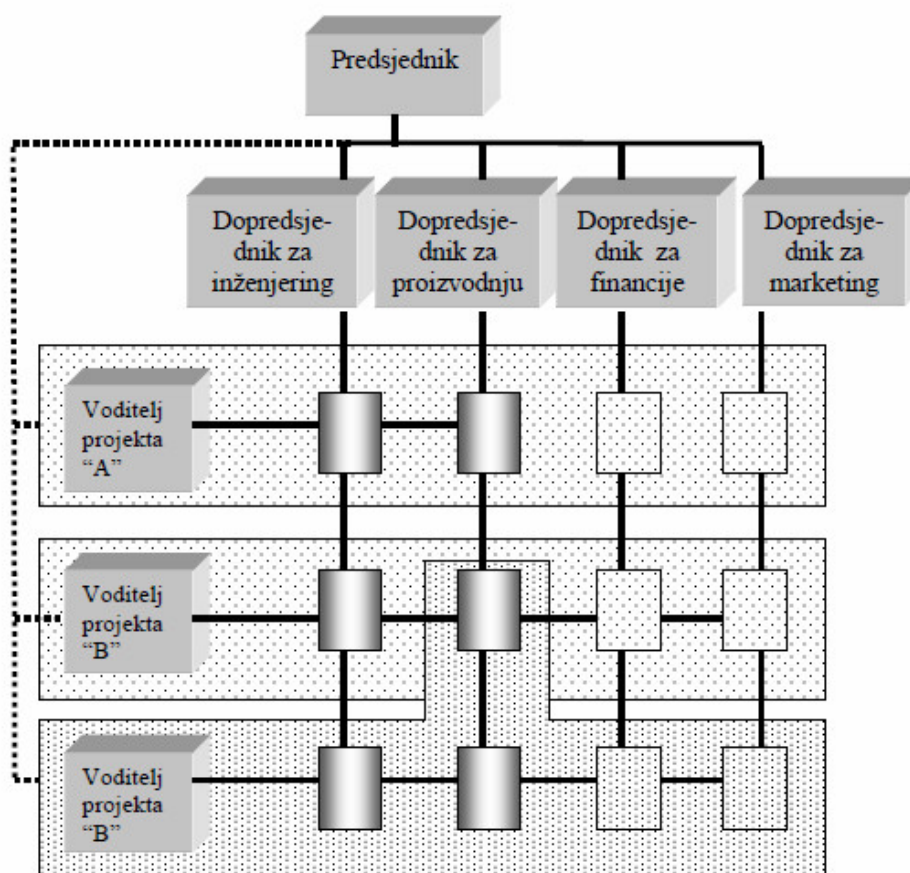 Predsjednik
Dopredsje-
dnik za
inženjering
Dopredsje-
dnik za
proizvodnju
Dopredsje-
dnik za
financije
Dopredsje-
dnik za
marketing
Voditelj
projekta
“A”
Voditelj
projekta
“B”
Voditelj
projekta
“B”